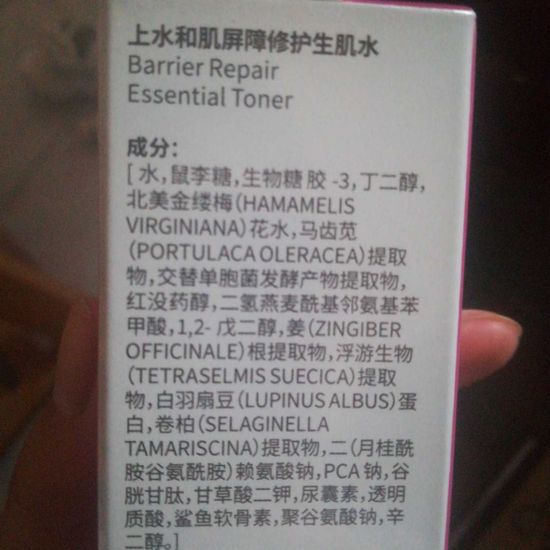 上水和肌屏障修护生肌水
Barrier Repair
Essential Toner
成分：
[ 水，鼠李糖，生物糖胶 -3，丁二醇，
北美金缕梅（HAMAMELIS
VIRGINIANA）花水，马齿苋
（PORTULACA OLERACEA）提取
物，交替单胞菌发酵产物提取物，
红没药醇，二氢燕麦酰基邻氨基苯
甲酸，1,2- 戊二醇，姜（ZINGIBER
OFFICINALE）根提取物，浮游生物
（TETRASELMIS SUECICA）提取
物，白羽扇豆（LUPINUS ALBUS）蛋
白，卷柏（SELAGINELLA
TAMARISCINA）提取物，二（月桂酰
胺谷氨酰胺）赖氨酸钠，PCA 钠，谷
胱甘肽，甘草酸二钾，尿囊素，透明
质酸，鲨鱼软骨素，聚谷氨酸钠，辛
二醇。]